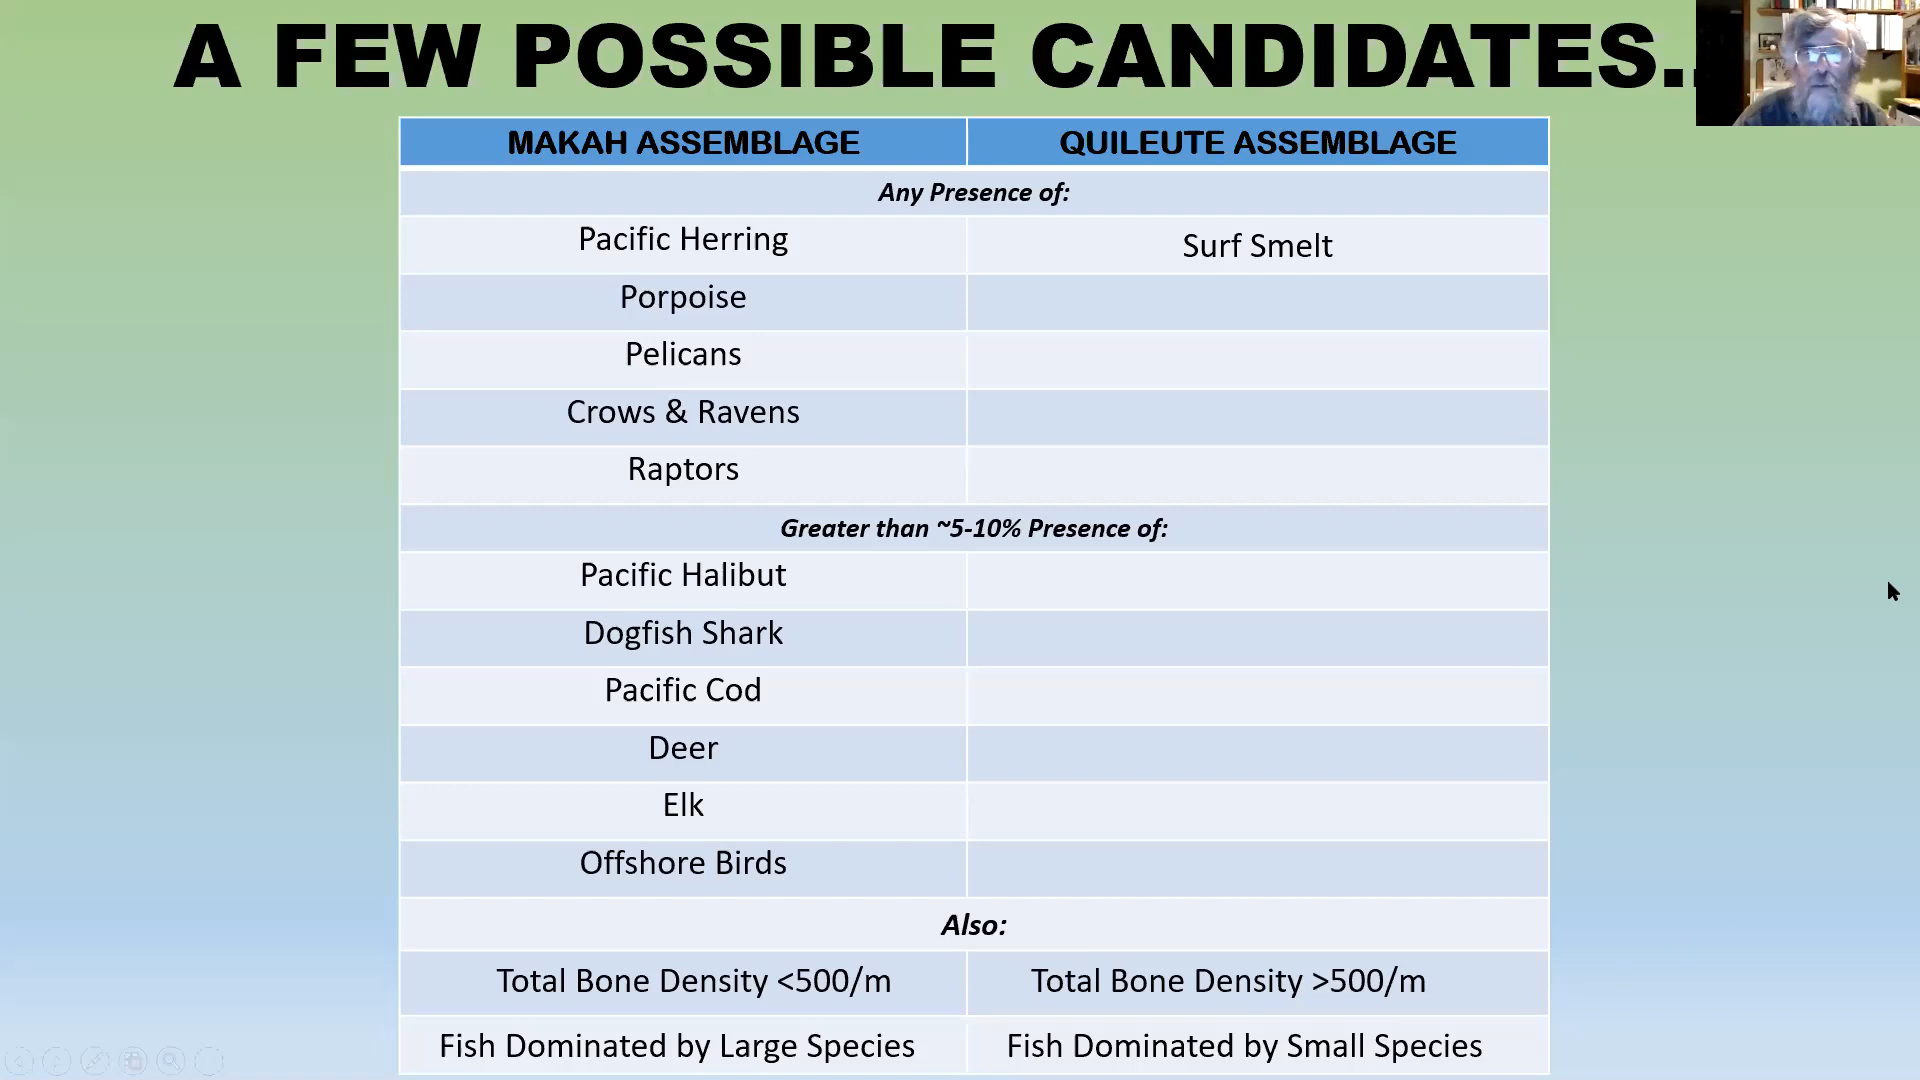 A FEW POSSIBLE CANDIDATES..
MAKAH ASSEMBLAGE QUILEUTE ASSEMBLAGE
Any Presence of:
Pacific Herring Surf Smelt
Porpoise
Pelicans
Crows & Ravens
Raptors
Greater than ~5-10% Presence of:
Pacific Halibut
Dogfish Shark
Pacific Cod
Deer
Elk
Offshore Birds
Also:
Total Bone Density <500/m Total Bone Density >500/m
Fish Dominated by Large Species Fish Dominated by Small Species